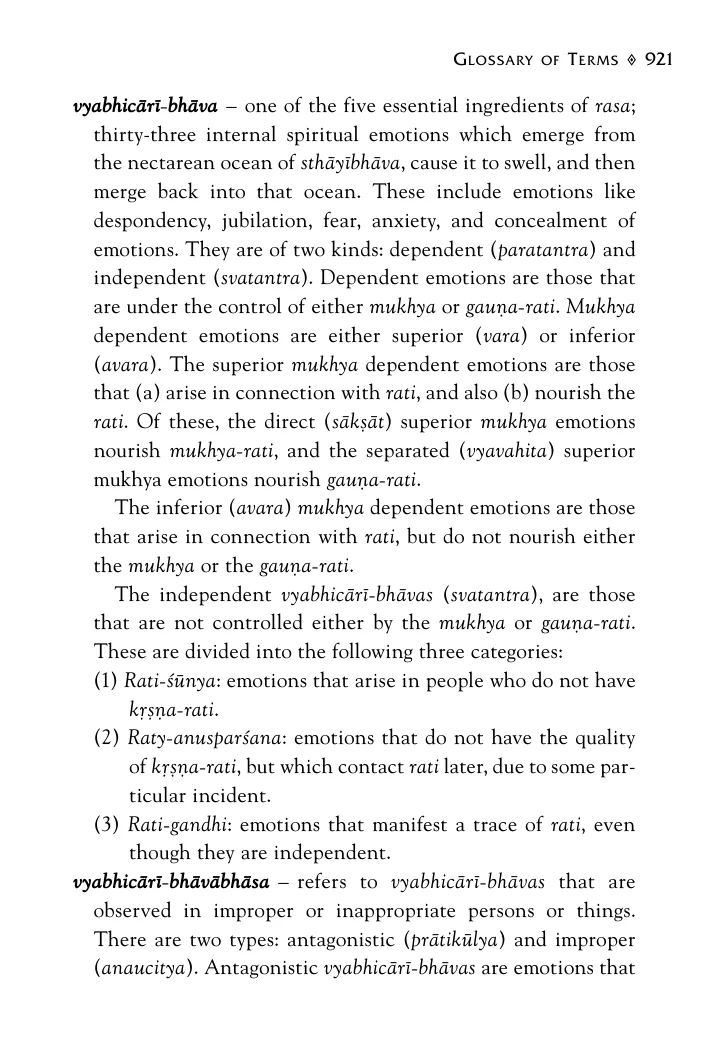 Glossary of Terms ◊ 921
vyabhicārī-bhāva – one of the five essential ingredients of rasa;
thirty-three internal spiritual emotions which emerge from
the nectarean ocean of sthāyībhāva, cause it to swell, and then
merge back into that ocean. These include emotions like
despondency, jubilation, fear, anxiety, and concealment of
emotions. They are of two kinds: dependent (paratantra) and
independent (svatantra). Dependent emotions are those that
are under the control of either mukhya or gauṇa-rati. Mukhya
dependent emotions are either superior (vara) or inferior
(avara). The superior mukhya dependent emotions are those
that (a) arise in connection with rati, and also (b) nourish the
rati. Of these, the direct (sākṣāt) superior mukhya emotions
nourish mukhya-rati, and the separated (vyavahita) superior
mukhya emotions nourish gauṇa-rati.
The inferior (avara) mukhya dependent emotions are those
that arise in connection with rati, but do not nourish either
the mukhya or the gauṇa-rati.
The independent vyabhicārī-bhāvas (svatantra), are those
that are not controlled either by the mukhya or gauṇa-rati.
These are divided into the following three categories:
(1) Rati-śūnya: emotions that arise in people who do not have
kṛṣṇa-rati.
(2) Raty-anusparśana: emotions that do not have the quality
of kṛṣṇa-rati, but which contact rati later, due to some par-
ticular incident.
(3) Rati-gandhi: emotions that manifest a trace of rati, even
though they are independent.
vyabhicārī-bhāvābhāsa – refers to vyabhicārī-bhāvas that are
observed in improper or inappropriate persons or things.
There are two types: antagonistic (prātikūlya) and improper
(anaucitya). Antagonistic vyabhicārī-bhāvas are emotions that